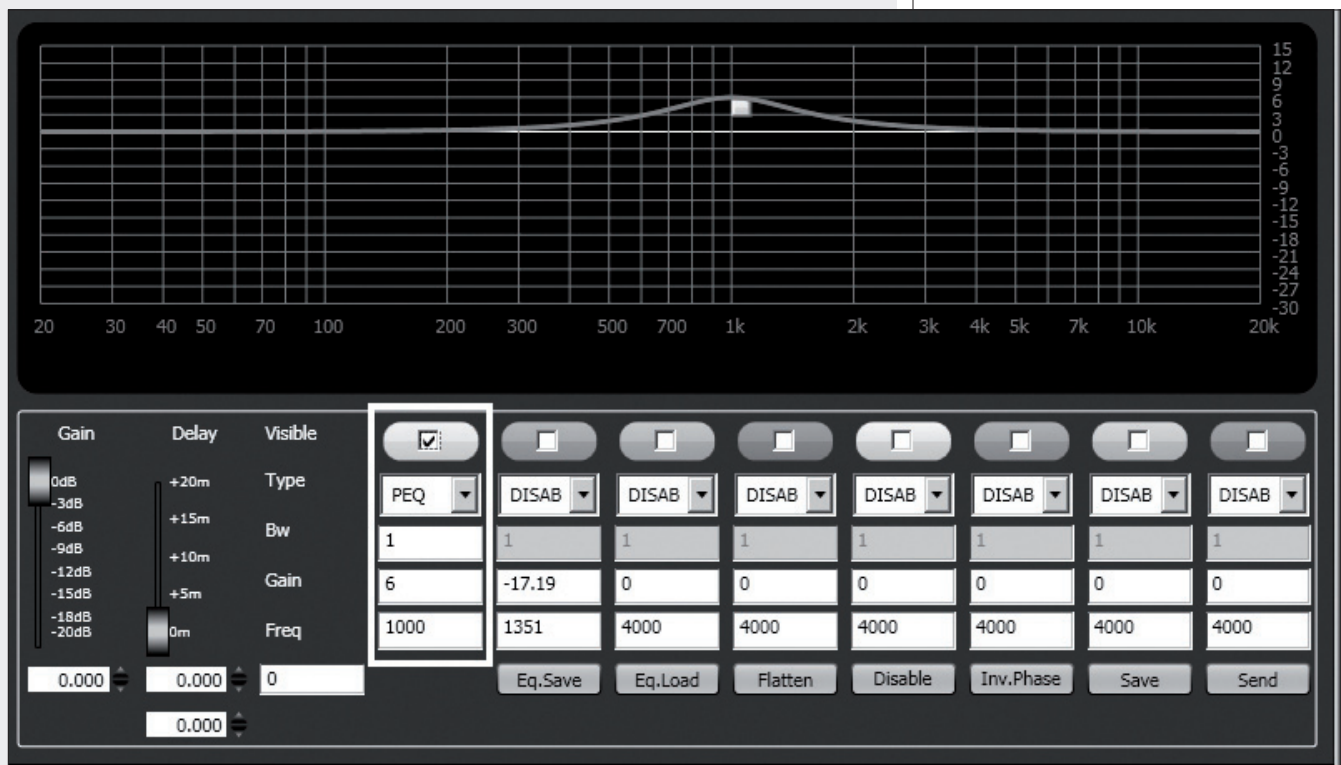 15
12
9
6
3
0
-3
-6
-9
-12
-15
-18
-21
-24
-27
-30
20 30 40 50 70 100 200 300 500 700 1k 2k 3k 4k 5k 7k 10k 20k
Gain Delay Visible
0dB +20m Type PEQ DISAB DISAB DISAB DISAB DISAB DISAB DISAB
-3dB
-6dB +15m Bw 1 1 1 1 1 1 1 1
-9dB +10m
-12dB Gain 6 -17.19 0 0 0 0 0 0
-15dB +5m
-18dB
-20dB 0m Freq 1000 1351 4000 4000 4000 4000 4000 4000
0.000 0.000 0 Eq.Save Eq.Load Flatten Disable Inv.Phase Save Send
0.000